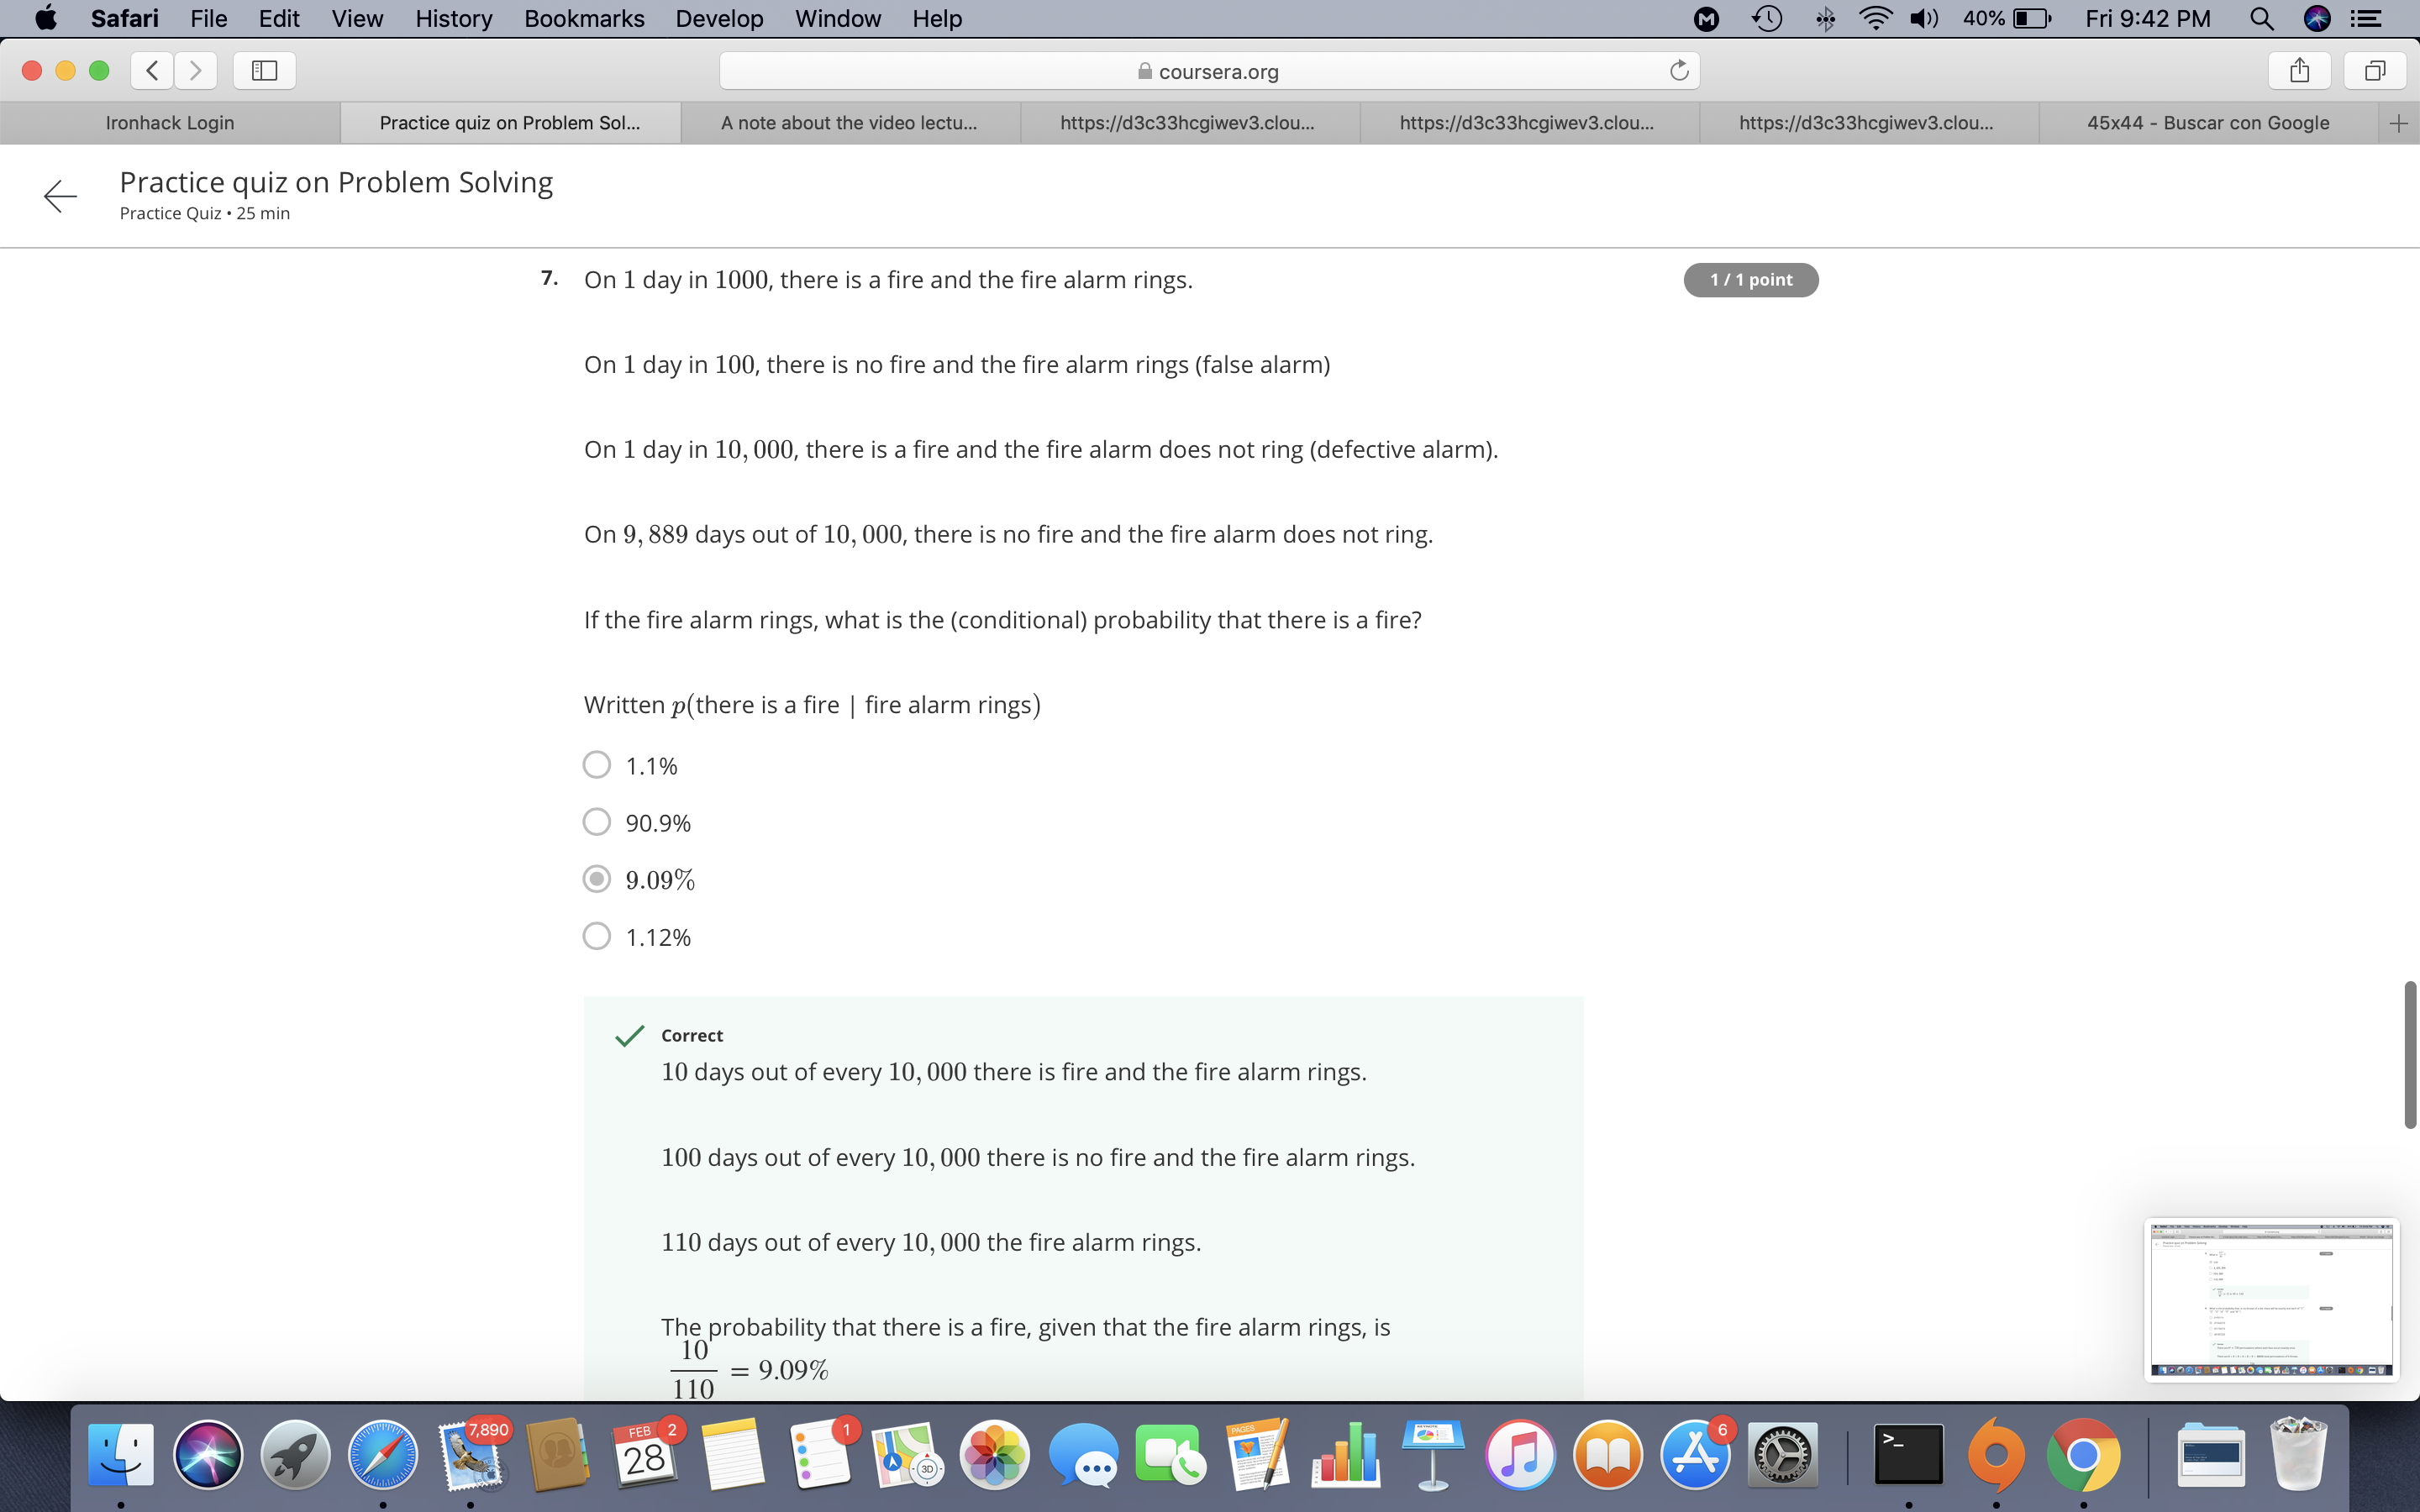 Safari File Edit View History Bookmarks Develop Window Help 40% Fri 9:42 PM
coursera.org
Ironhack Login
Practice quiz on Problem Sol...
A note about the video lectu...
https://d3c33hcgiwev3.clou...
https://d3c33hcgiwev3.clou...
https://d3c33hcgiwev3.clou...
45x44 - Buscar con Google
Practice quiz on Problem Solving
Practice Quiz • 25 min
7. On 1 day in 1000, there is a fire and the fire alarm rings.
1 / 1 point
On 1 day in 100, there is no fire and the fire alarm rings (false alarm)
On 1 day in 10, 000, there is a fire and the fire alarm does not ring (defective alarm).
On 9, 889 days out of 10, 000, there is no fire and the fire alarm does not ring.
If the fire alarm rings, what is the (conditional) probability that there is a fire?
Written p(there is a fire | fire alarm rings)
1.1%
90.9%
9.09%
1.12%
Correct
10 days out of every 10, 000 there is fire and the fire alarm rings.
100 days out of every 10, 000 there is no fire and the fire alarm rings.
110 days out of every 10, 000 the fire alarm rings.
The probability that there is a fire, given that the fire alarm rings, is
10/110 = 9.09%
7,890
FEB 2
28
1
3D
PAGES
6
>_